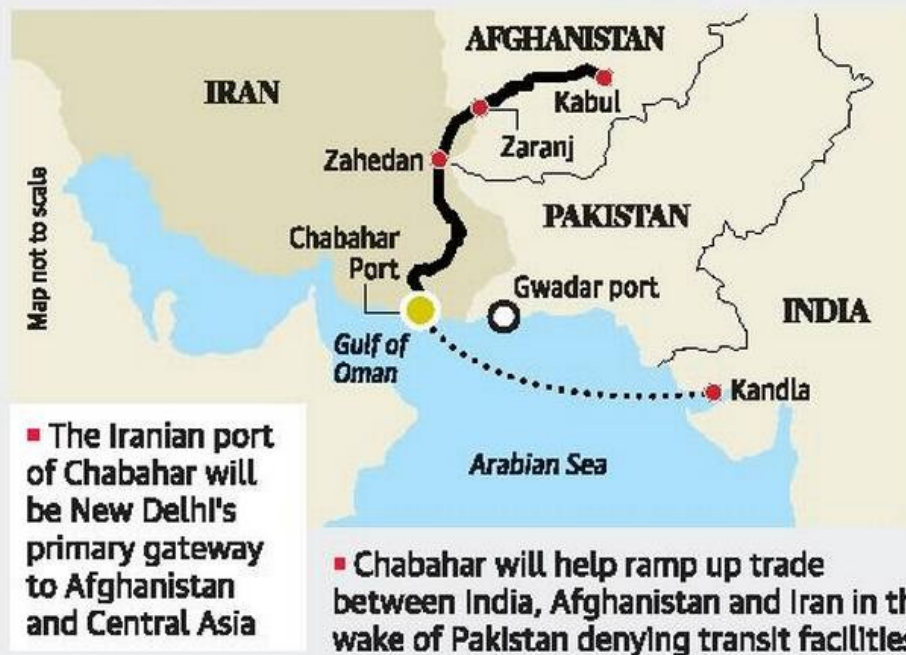 AFGHANISTAN
IRAN
Kabul
Zaranj
Zahedan
PAKISTAN
Chabahar
Port
Gwadar port
INDIA
Gulf of
Oman
Kandla
Arabian Sea
Map not to scale
▪ The Iranian port
of Chabahar will
be New Delhi's
primary gateway
to Afghanistan
and Central Asia
▪ Chabahar will help ramp up trade
between India, Afghanistan and Iran in th
wake of Pakistan denying transit facilities